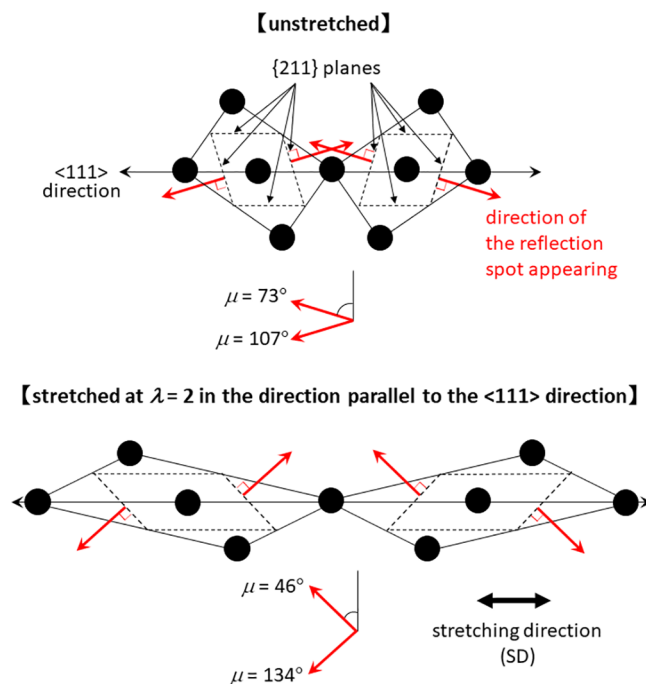 【unstretched】
{211} planes
<111>
direction
direction of
the reflection
spot appearing
μ = 73°
μ = 107°
【stretched at λ = 2 in the direction parallel to the <111> direction】
μ = 46°
μ = 134°
stretching direction
(SD)